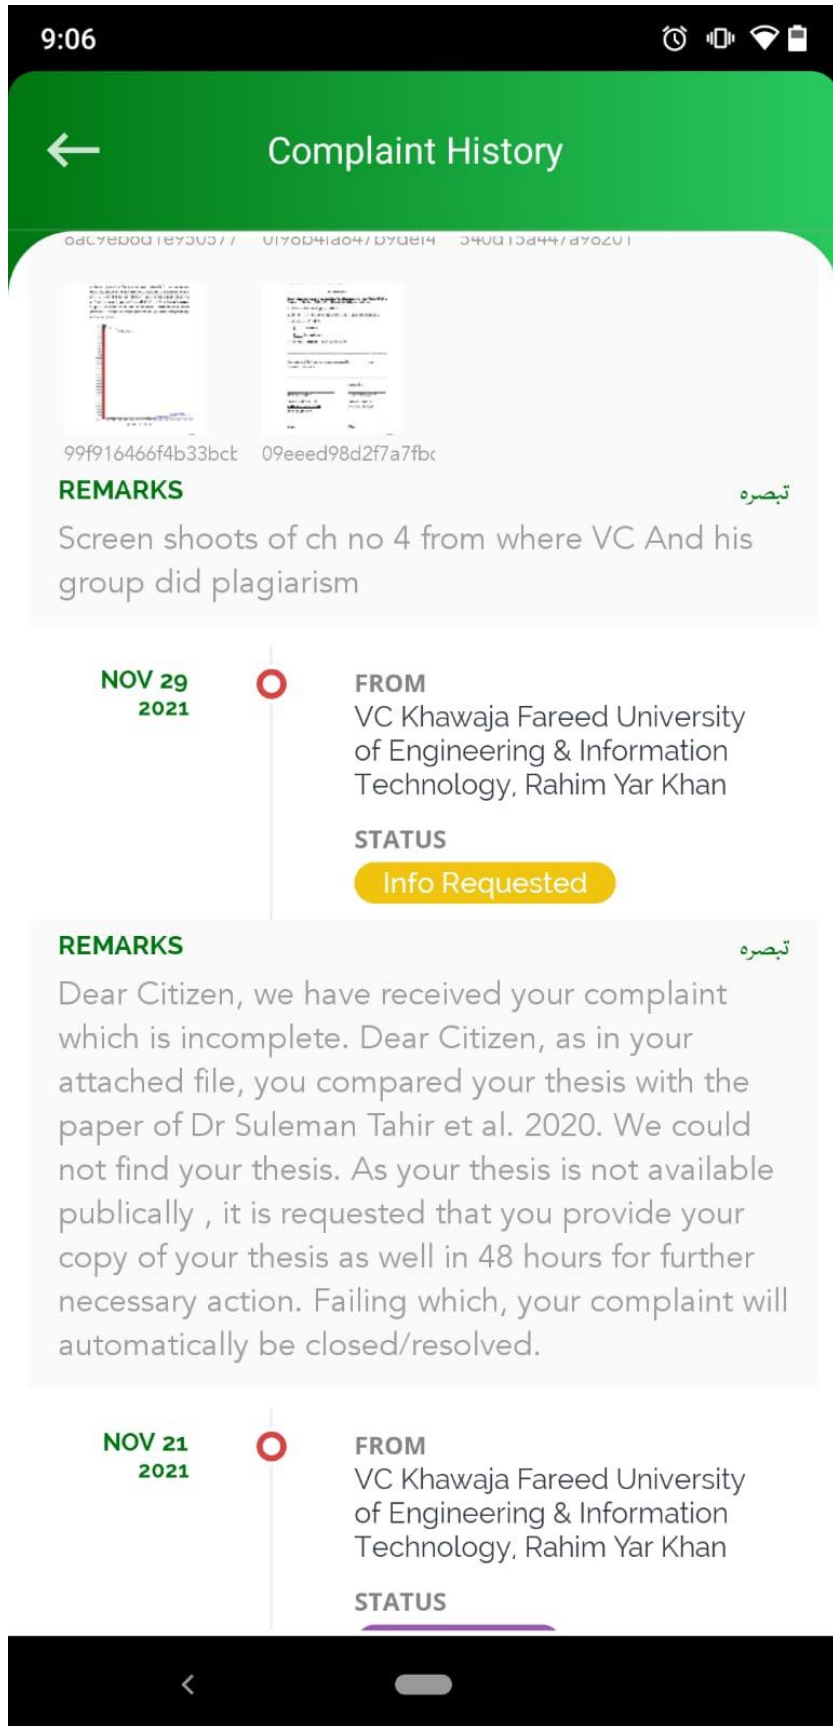 9:06
Complaint History
99f916466f4b33bcb
09eeed98d2f7a7fbc
REMARKS
تبصرہ
Screen shoots of ch no 4 from where VC And his
group did plagiarism
NOV 29
2021
FROM
VC Khawaja Fareed University
of Engineering & Information
Technology, Rahim Yar Khan
STATUS
Info Requested
REMARKS
تبصرہ
Dear Citizen, we have received your complaint
which is incomplete. Dear Citizen, as in your
attached file, you compared your thesis with the
paper of Dr Suleman Tahir et al. 2020. We could
not find your thesis. As your thesis is not available
publically , it is requested that you provide your
copy of your thesis as well in 48 hours for further
necessary action. Failing which, your complaint will
automatically be closed/resolved.
NOV 21
2021
FROM
VC Khawaja Fareed University
of Engineering & Information
Technology, Rahim Yar Khan
STATUS